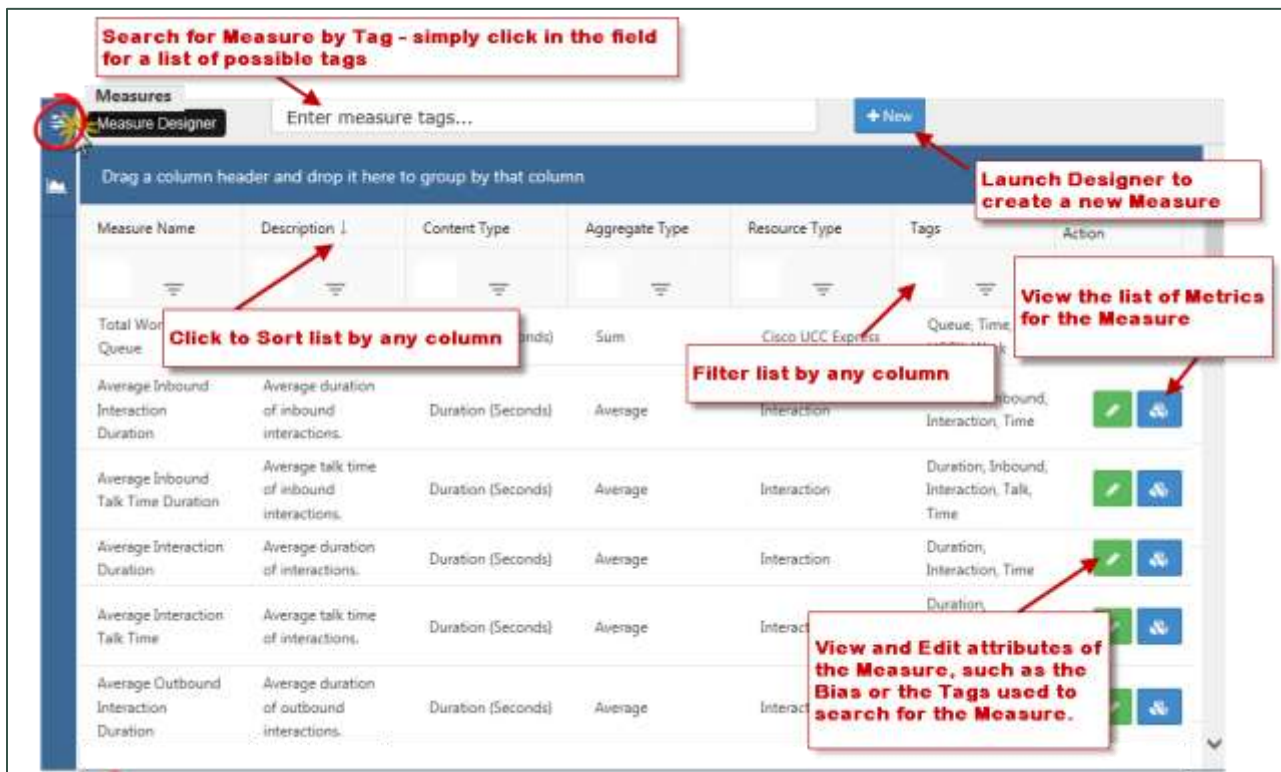 Search for Measure by Tag - simply click in the field
for a list of possible tags
Measures
Measure Designer
Enter measure tags...
+ New
Drag a column header and drop it here to group by that column
Launch Designer to
create a new Measure
Measure Name Description ↓ Content Type Aggregate Type Resource Type Tags Action
View the list of Metrics
for the Measure
Click to Sort list by any column
Filter list by any column
Total
Queue
Sum
Cisco UCC Express
Queue, Time,
Average Inbound
Interaction
Duration
Average duration
of inbound
interactions.
Duration (Seconds)
Average
Interaction
Interaction, Time
Average Inbound
Talk Time Duration
Average talk time
of inbound
interactions.
Duration (Seconds)
Average
Interaction
Duration, Inbound,
Interaction, Talk,
Time
Average Interaction
Duration
Average duration
of interactions.
Duration (Seconds)
Average
Interaction
Duration,
Interaction, Time
Average Interaction
Talk Time
Average talk time
of interactions.
Duration (Seconds)
Average
Duration,
View and Edit attributes of
the Measure, such as the
Bias or the Tags used to
search for the Measure.
Average Outbound
Interaction
Duration
Average duration
of outbound
interactions.
Duration (Seconds)
Average